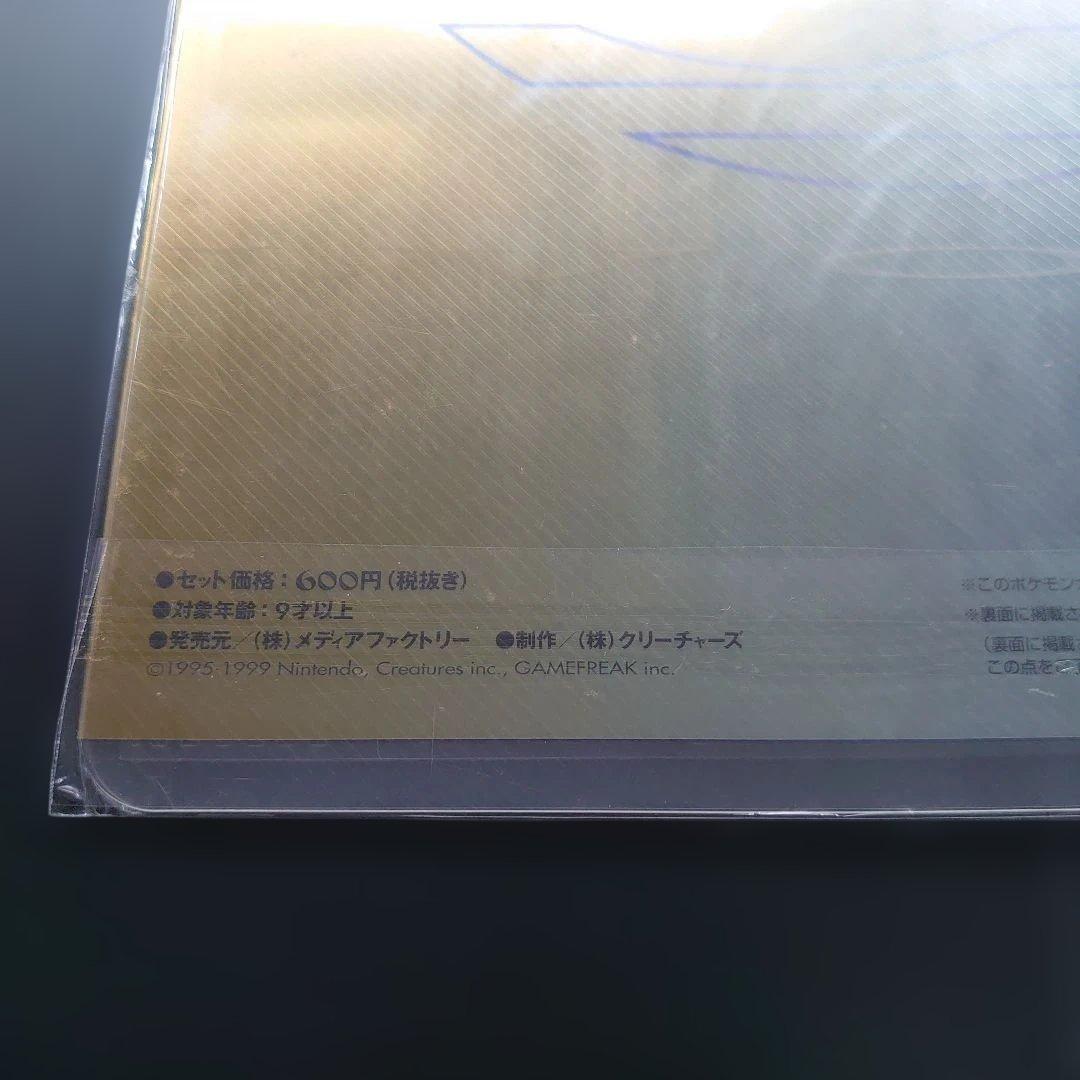 ●セット価格：600円（税抜き）
●対象年齢：9才以上
●発売元／（株）メディアファクトリー　●制作／（株）クリーチャーズ
©1995-1999 Nintendo, Creatures inc., GAMEFREAK inc.
※このポケモン
※裏面に掲載さ
（裏面に掲載
この点を